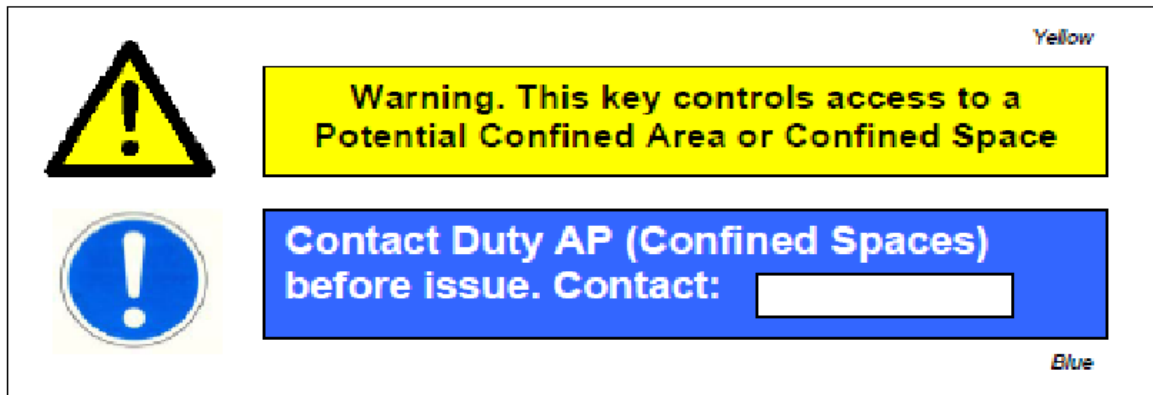 Yellow
Warning. This key controls access to a
Potential Confined Area or Confined Space
Contact Duty AP (Confined Spaces)
before issue. Contact:
Blue